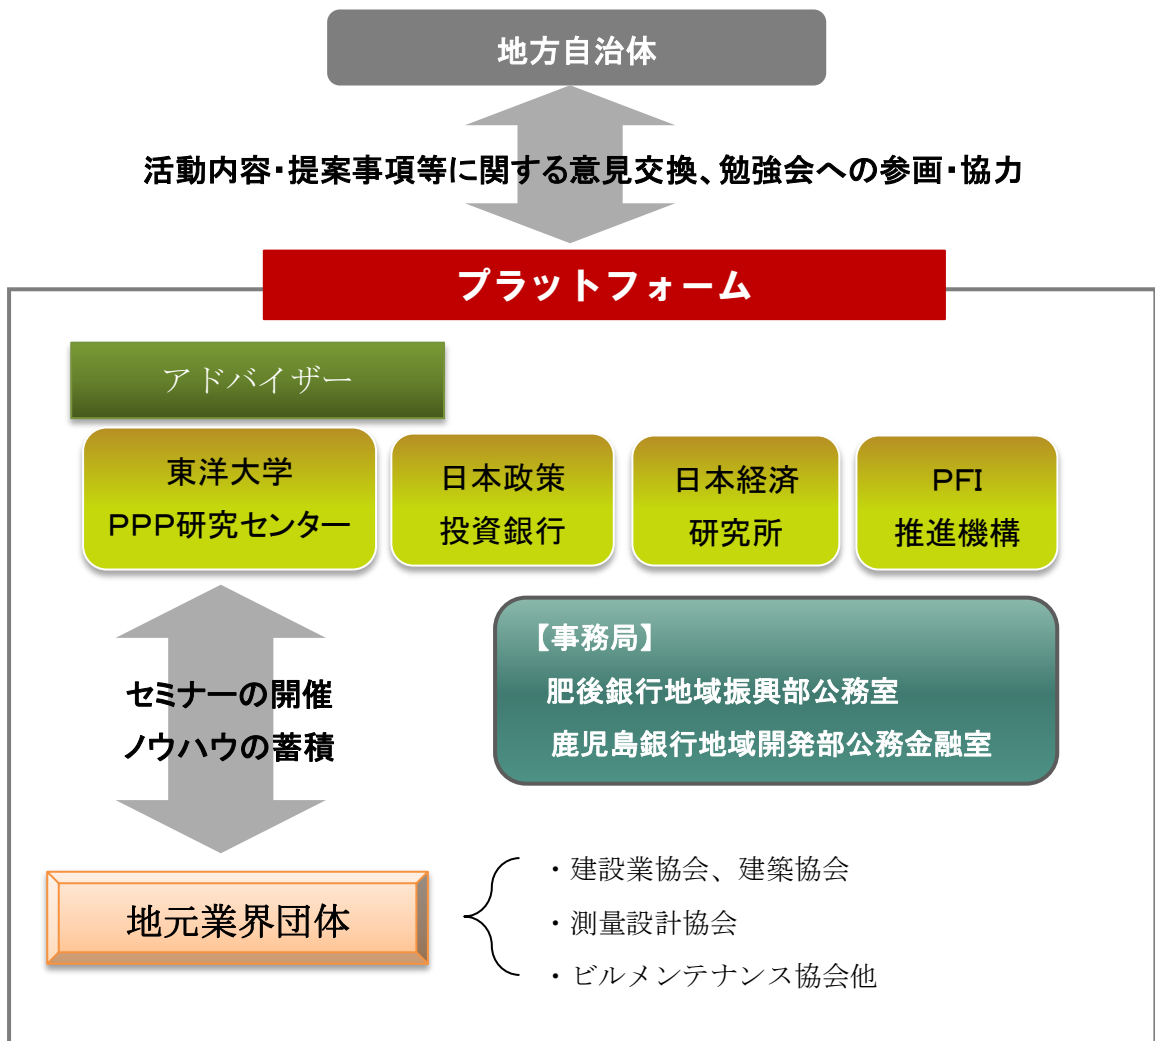 地方自治体
活動内容・提案事項等に関する意見交換、勉強会への参画・協力
プラットフォーム
アドバイザー
東洋大学
PPP研究センター
日本政策
投資銀行
日本経済
研究所
PFI
推進機構
【事務局】
肥後銀行地域振興部公務室
鹿児島銀行地域開発部公務金融室
セミナーの開催
ノウハウの蓄積
地元業界団体
・建設業協会、建築協会
・測量設計協会
・ビルメンテナンス協会他